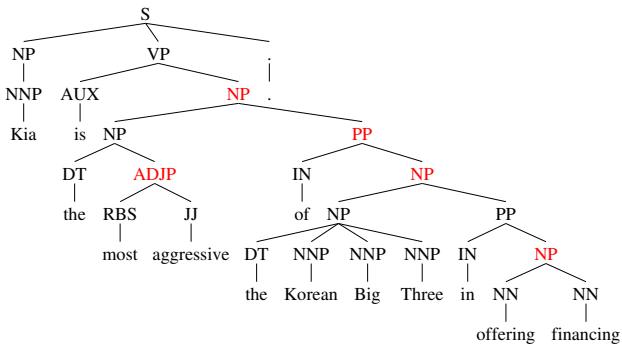 S
NP VP .
NNP AUX NP .
Kia is NP PP
DT ADJP IN NP
the RBS JJ of NP PP
most aggressive DT NNP NNP NNP IN NP
the Korean Big Three in NN NN
offering financing